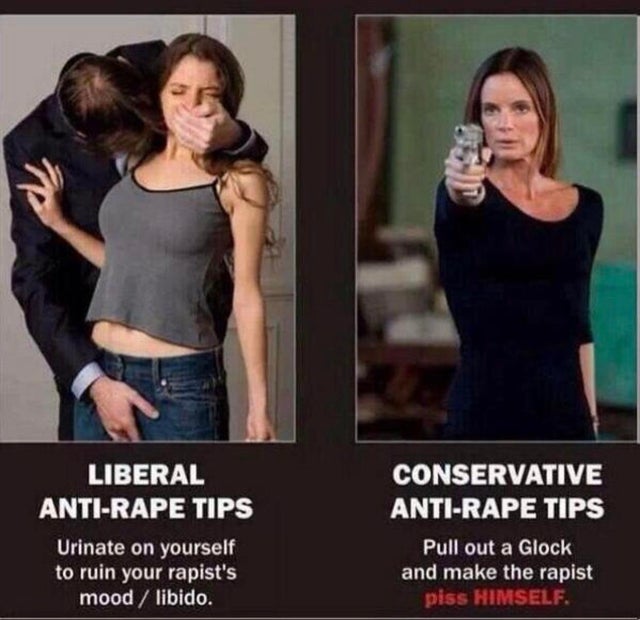 LIBERAL
ANTI-RAPE TIPS
Urinate on yourself
to ruin your rapist's
mood / libido.
CONSERVATIVE
ANTI-RAPE TIPS
Pull out a Glock
and make the rapist
piss HIMSELF.